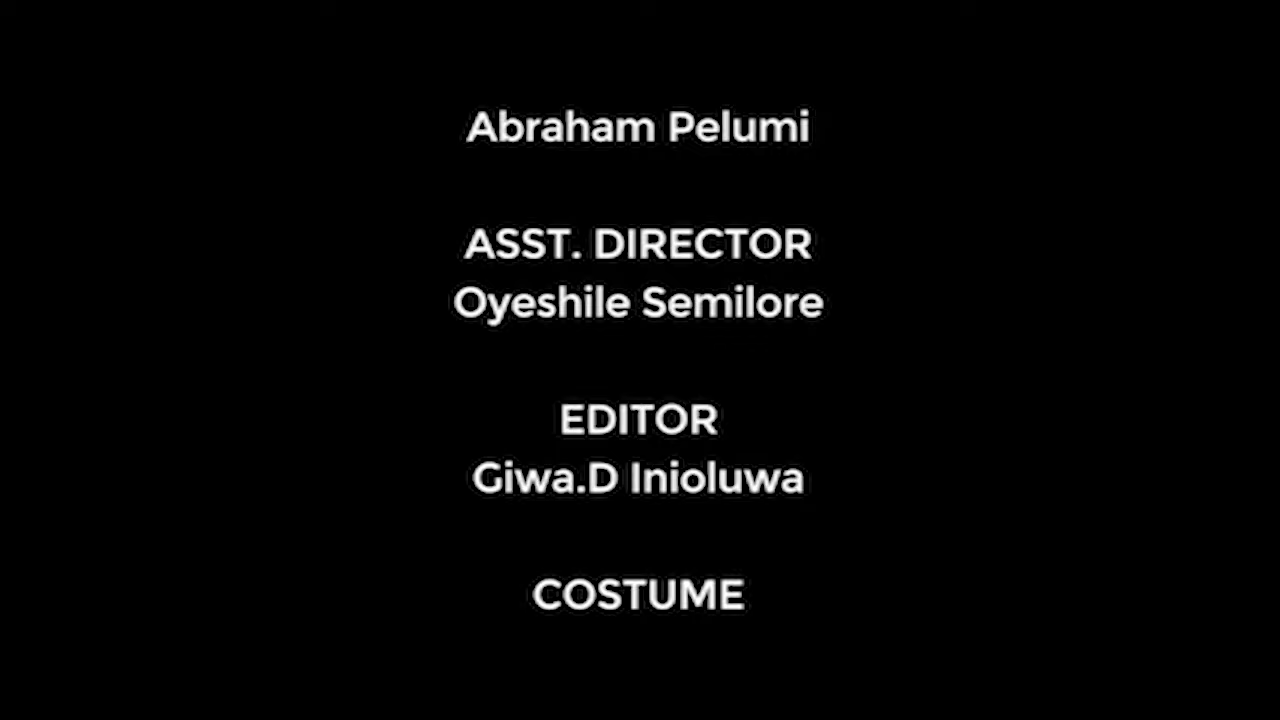 Abraham Pelumi
ASST. DIRECTOR
Oyeshile Semilore
EDITOR
Giwa.D Inioluwa
COSTUME